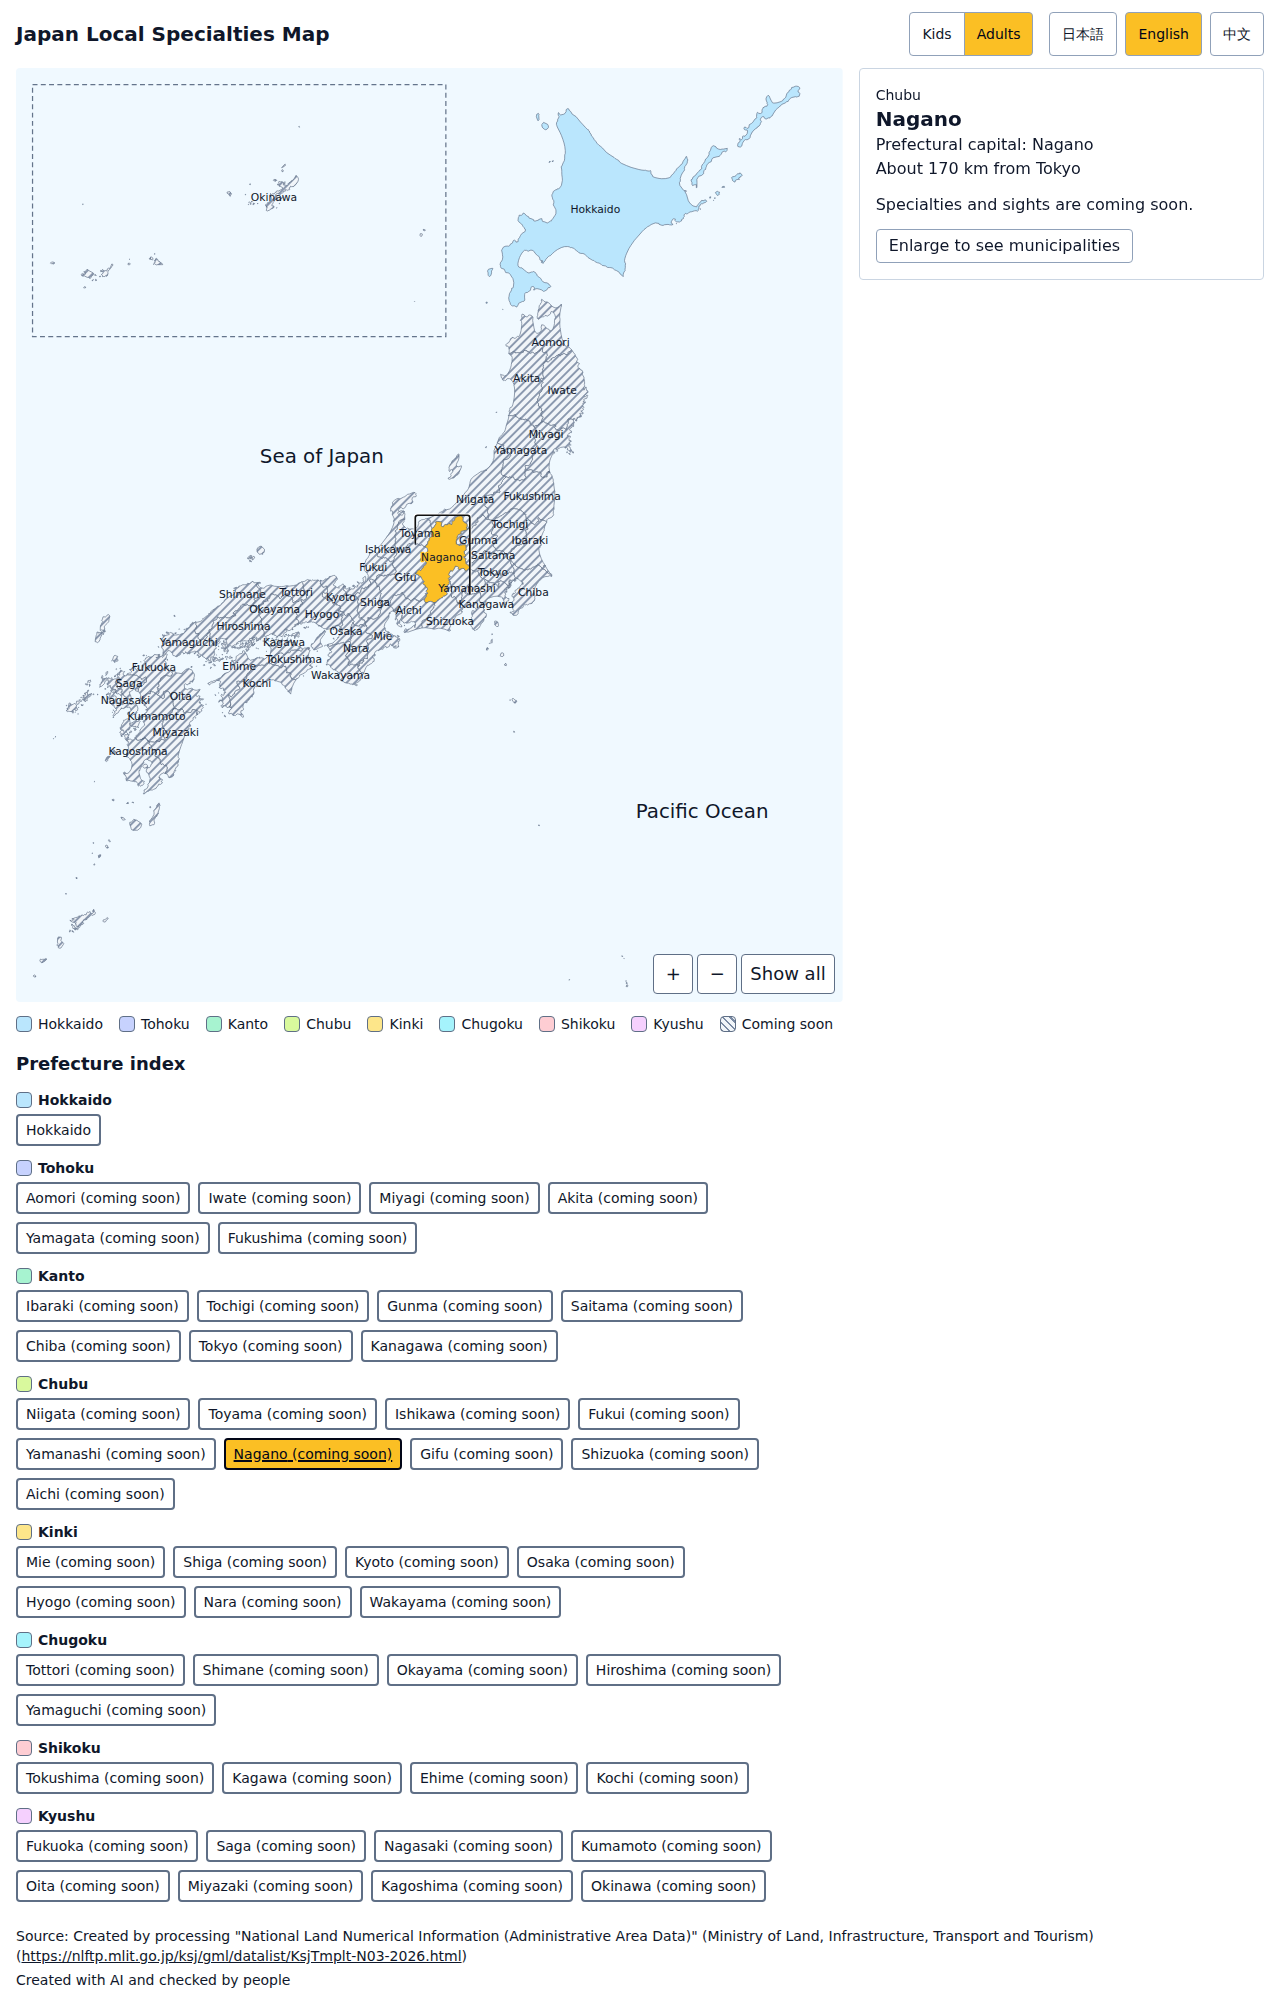 Japan Local Specialties Map
Kids
Adults
日本語
English
中文
Okinawa
Hokkaido
Aomori
Akita
Iwate
Miyagi
Yamagata
Sea of Japan
Niigata
Fukushima
Tochigi
Toyama
Gunma
Ibaraki
Ishikawa
Nagano
Saitama
Fukui
Gifu
Tokyo
Yamanashi
Chiba
Shimane
Tottori
Kyoto
Shiga
Kanagawa
Okayama
Hyogo
Aichi
Shizuoka
Hiroshima
Osaka
Mie
Yamaguchi
Kagawa
Nara
Tokushima
Fukuoka
Ehime
Wakayama
Saga
Kochi
Nagasaki
Oita
Kumamoto
Miyazaki
Kagoshima
Pacific Ocean
+
−
Show all
Chubu
Nagano
Prefectural capital: Nagano
About 170 km from Tokyo
Specialties and sights are coming soon.
Enlarge to see municipalities
Hokkaido
Tohoku
Kanto
Chubu
Kinki
Chugoku
Shikoku
Kyushu
Coming soon
Prefecture index
Hokkaido
Hokkaido
Tohoku
Aomori (coming soon)
Iwate (coming soon)
Miyagi (coming soon)
Akita (coming soon)
Yamagata (coming soon)
Fukushima (coming soon)
Kanto
Ibaraki (coming soon)
Tochigi (coming soon)
Gunma (coming soon)
Saitama (coming soon)
Chiba (coming soon)
Tokyo (coming soon)
Kanagawa (coming soon)
Chubu
Niigata (coming soon)
Toyama (coming soon)
Ishikawa (coming soon)
Fukui (coming soon)
Yamanashi (coming soon)
Nagano (coming soon)
Gifu (coming soon)
Shizuoka (coming soon)
Aichi (coming soon)
Kinki
Mie (coming soon)
Shiga (coming soon)
Kyoto (coming soon)
Osaka (coming soon)
Hyogo (coming soon)
Nara (coming soon)
Wakayama (coming soon)
Chugoku
Tottori (coming soon)
Shimane (coming soon)
Okayama (coming soon)
Hiroshima (coming soon)
Yamaguchi (coming soon)
Shikoku
Tokushima (coming soon)
Kagawa (coming soon)
Ehime (coming soon)
Kochi (coming soon)
Kyushu
Fukuoka (coming soon)
Saga (coming soon)
Nagasaki (coming soon)
Kumamoto (coming soon)
Oita (coming soon)
Miyazaki (coming soon)
Kagoshima (coming soon)
Okinawa (coming soon)
Source: Created by processing "National Land Numerical Information (Administrative Area Data)" (Ministry of Land, Infrastructure, Transport and Tourism)
(https://nlftp.mlit.go.jp/ksj/gml/datalist/KsjTmplt-N03-2026.html)
Created with AI and checked by people